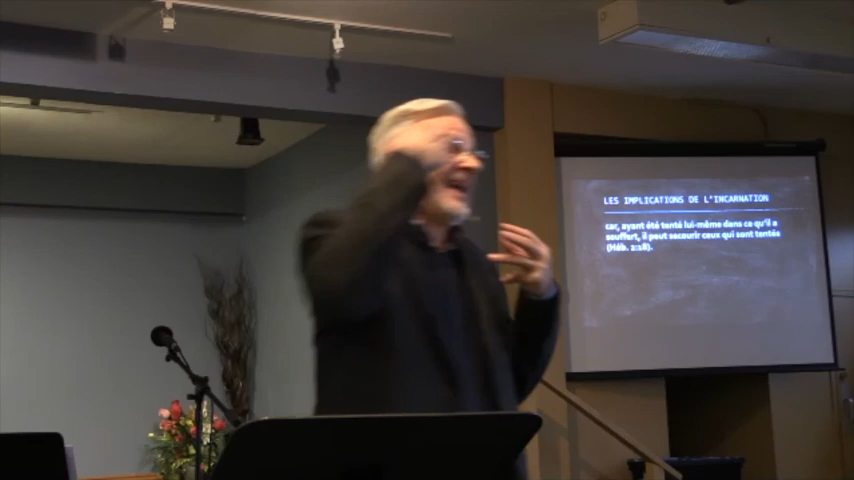 LES IMPLICATIONS DE L'INCARNATION
car, ayant été tenté lui-même dans ce qu'il a
souffert, il peut secourir ceux qui sont tentés
(Héb. 2:18).